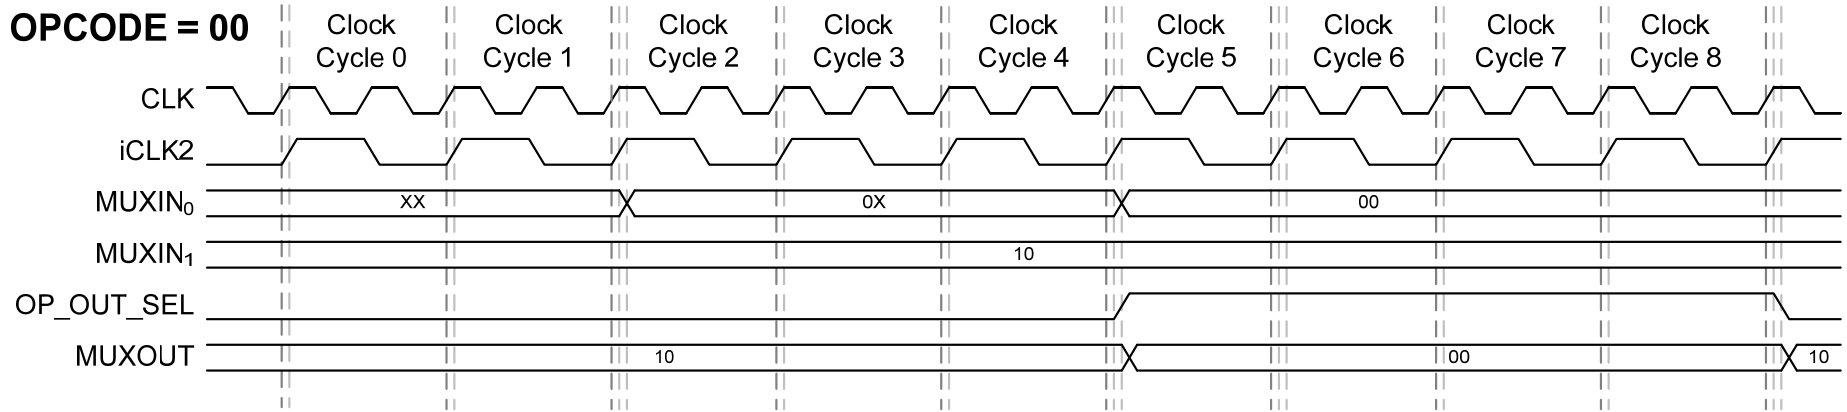 OPCODE = 00
Clock Cycle 0
Clock Cycle 1
Clock Cycle 2
Clock Cycle 3
Clock Cycle 4
Clock Cycle 5
Clock Cycle 6
Clock Cycle 7
Clock Cycle 8
CLK
iCLK2
MUXIN₀ XX 0X 00
MUXIN₁ 10
OP_OUT_SEL
MUXOUT 10 00 10